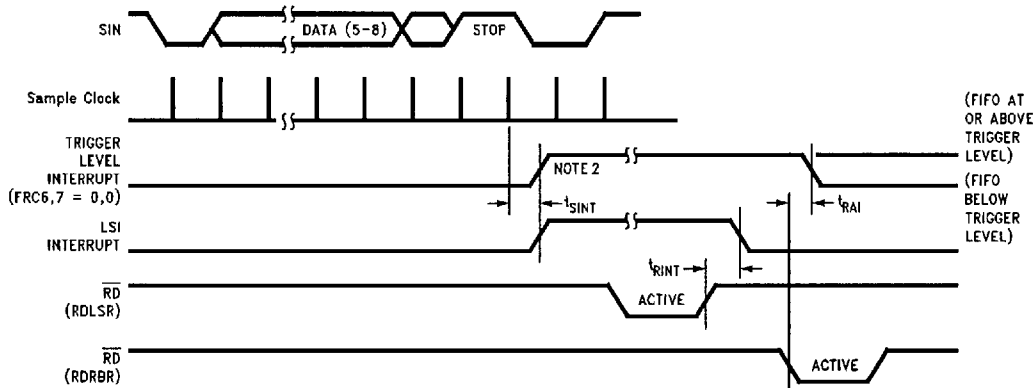 SIN
DATA (5-8)
STOP
Sample Clock
TRIGGER
LEVEL
INTERRUPT
(FRC6,7 = 0,0)
NOTE 2
(FIFO AT
OR ABOVE
TRIGGER
LEVEL)
(FIFO
BELOW
TRIGGER
LEVEL)
tSINT
tRAI
LSI
INTERRUPT
tRINT
RD
(RDLSR)
ACTIVE
RD
(RDRBR)
ACTIVE